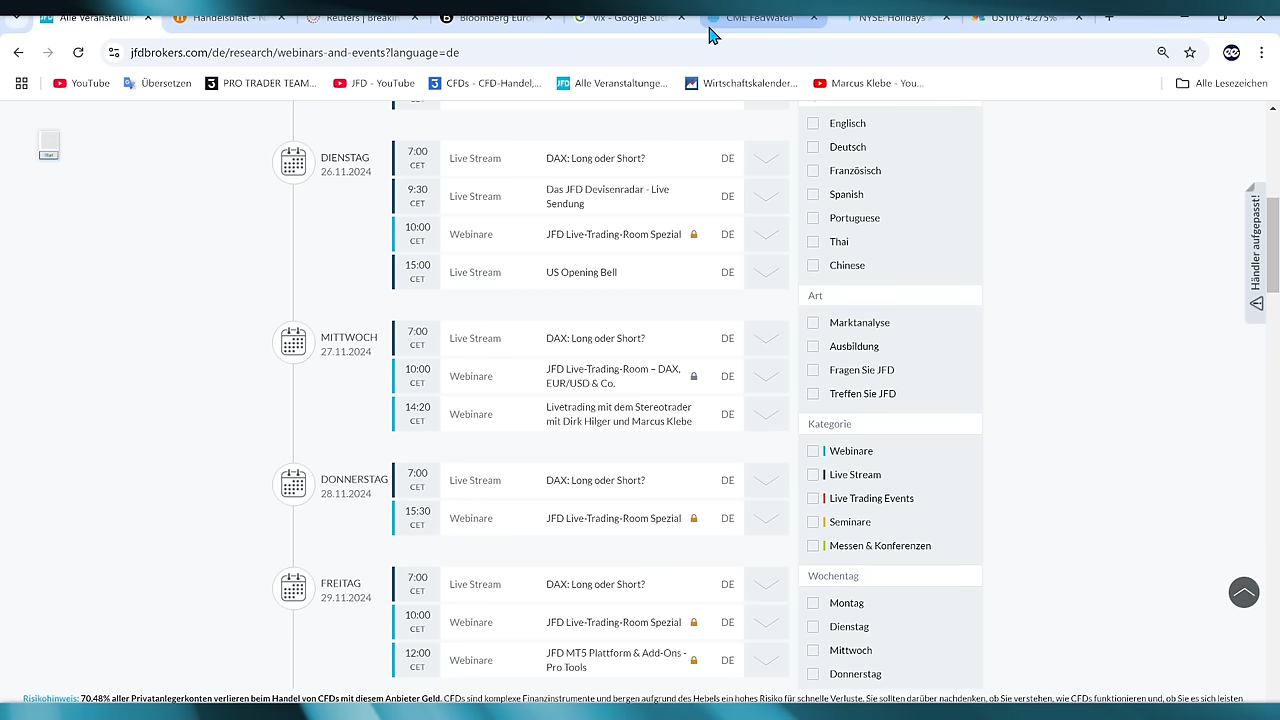 Alle Veranstaltun
Handelsblatt -
Reuters | Breakin
Bloomberg Euro
vix - Google Suc
CME FedWatch
NYSE: Holidays
US10Y: 4.275%
jfdbrokers.com/de/research/webinars-and-events?language=de
YouTube
Übersetzen
PRO TRADER TEAM...
JFD - YouTube
CFDs - CFD-Handel,...
Alle Veranstaltunge...
Wirtschaftskalender...
Marcus Klebe - You...
Alle Lesezeichen
DIENSTAG
26.11.2024
7:00
CET
Live Stream
DAX: Long oder Short?
DE
9:30
CET
Live Stream
Das JFD Devisenradar - Live
Sendung
DE
10:00
CET
Webinare
JFD Live-Trading-Room Spezial
DE
15:00
CET
Live Stream
US Opening Bell
DE
MITTWOCH
27.11.2024
7:00
CET
Live Stream
DAX: Long oder Short?
DE
10:00
CET
Webinare
JFD Live-Trading-Room – DAX,
EUR/USD & Co.
DE
14:20
CET
Webinare
Livetrading mit dem Stereotrader
mit Dirk Hilger und Marcus Klebe
DE
DONNERSTAG
28.11.2024
7:00
CET
Live Stream
DAX: Long oder Short?
DE
15:30
CET
Webinare
JFD Live-Trading-Room Spezial
DE
FREITAG
29.11.2024
7:00
CET
Live Stream
DAX: Long oder Short?
DE
10:00
CET
Webinare
JFD Live-Trading-Room Spezial
DE
12:00
CET
Webinare
JFD MT5 Plattform & Add-Ons -
Pro Tools
DE
Englisch
Deutsch
Französisch
Spanish
Portuguese
Thai
Chinese
Art
Marktanalyse
Ausbildung
Fragen Sie JFD
Treffen Sie JFD
Kategorie
Webinare
Live Stream
Live Trading Events
Seminare
Messen & Konferenzen
Wochentag
Montag
Dienstag
Mittwoch
Donnerstag
Händler aufgepasst!
Risikohinweis: 70.48% aller Privatanlegerkonten verlieren beim Handel von CFDs mit diesem Anbieter Geld. CFDs sind komplexe Finanzinstrumente und bergen aufgrund des Hebels ein hohes Risiko für schnelle Verluste. Sie sollten darüber nachdenken, ob Sie verstehen, wie CFDs funktionieren und, ob Sie es sich leisten